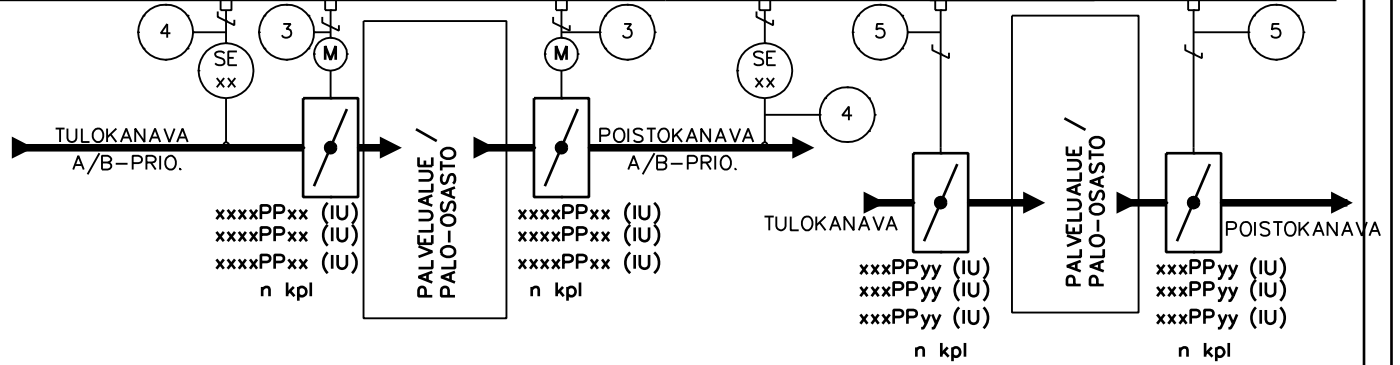 4
3
3
5
5
M
M
SE
xx
SE
xx
4
TULOKANAVA
A/B-PRIO.
PALVELUALUE /
PALO-OSASTO
POISTOKANAVA
A/B-PRIO.
xxxxPPxx (IU)
xxxxPPxx (IU)
xxxxPPxx (IU)
n kpl
xxxxPPxx (IU)
xxxxPPxx (IU)
xxxxPPxx (IU)
n kpl
TULOKANAVA
PALVELUALUE /
PALO-OSASTO
POISTOKANAVA
xxxPPyy (IU)
xxxPPyy (IU)
xxxPPyy (IU)
n kpl
xxxPPyy (IU)
xxxPPyy (IU)
xxxPPyy (IU)
n kpl